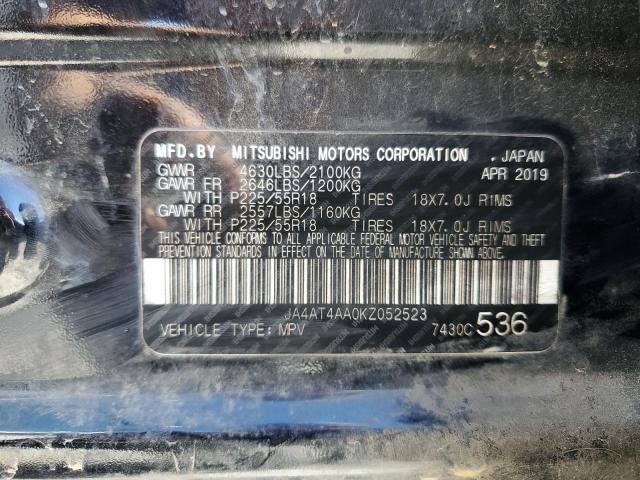 MFD.BY MITSUBISHI MOTORS CORPORATION . JAPAN
GVWR 4630LBS/2100KG APR 2019
GAWR FR 2646LBS/1200KG
WITH P225/55R18 TIRES 18X7.0J RIMS
GAWR RR 2557LBS/1160KG
WITH P225/55R18 TIRES 18X7.0J RIMS
THIS VEHICLE CONFORMS TO ALL APPLICABLE FEDERAL MOTOR VEHICLE SAFETY AND THEFT
PREVENTION STANDARDS IN EFFECT ON THE DATE OF MANUFACTURE SHOWN ABOVE.
JA4AT4AA0KZ052523
VEHICLE TYPE: MPV 7430C 536